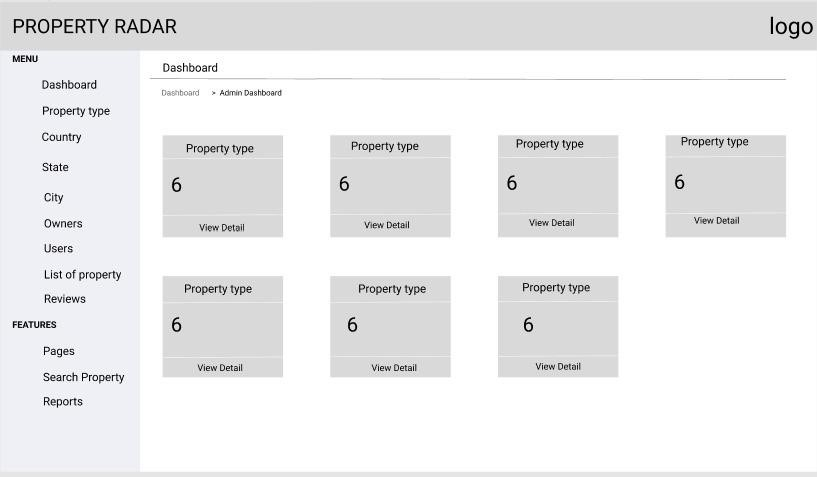 PROPERTY RADAR
logo
MENU
Dashboard
Property type
Country
State
City
Owners
Users
List of property
Reviews
FEATURES
Pages
Search Property
Reports
Dashboard
Dashboard > Admin Dashboard
Property type
6
View Detail
Property type
6
View Detail
Property type
6
View Detail
Property type
6
View Detail
Property type
6
View Detail
Property type
6
View Detail
Property type
6
View Detail